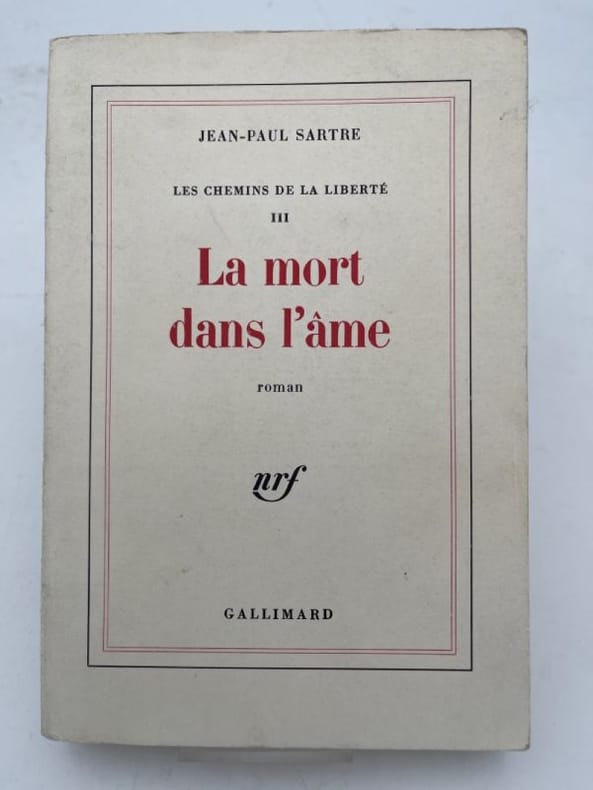 JEAN-PAUL SARTRE
LES CHEMINS DE LA LIBERTÉ
III
La mort
dans l'âme
roman
nrf
GALLIMARD